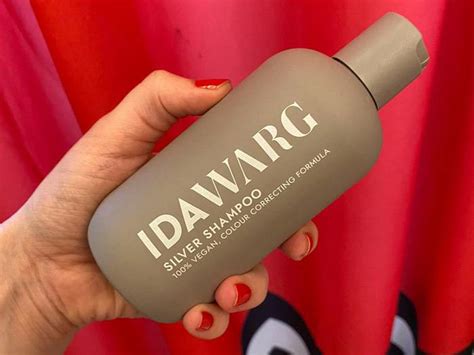 IDAWARG
SILVER SHAMPOO
100% VEGAN, COLOUR CORRECTING FORMULA